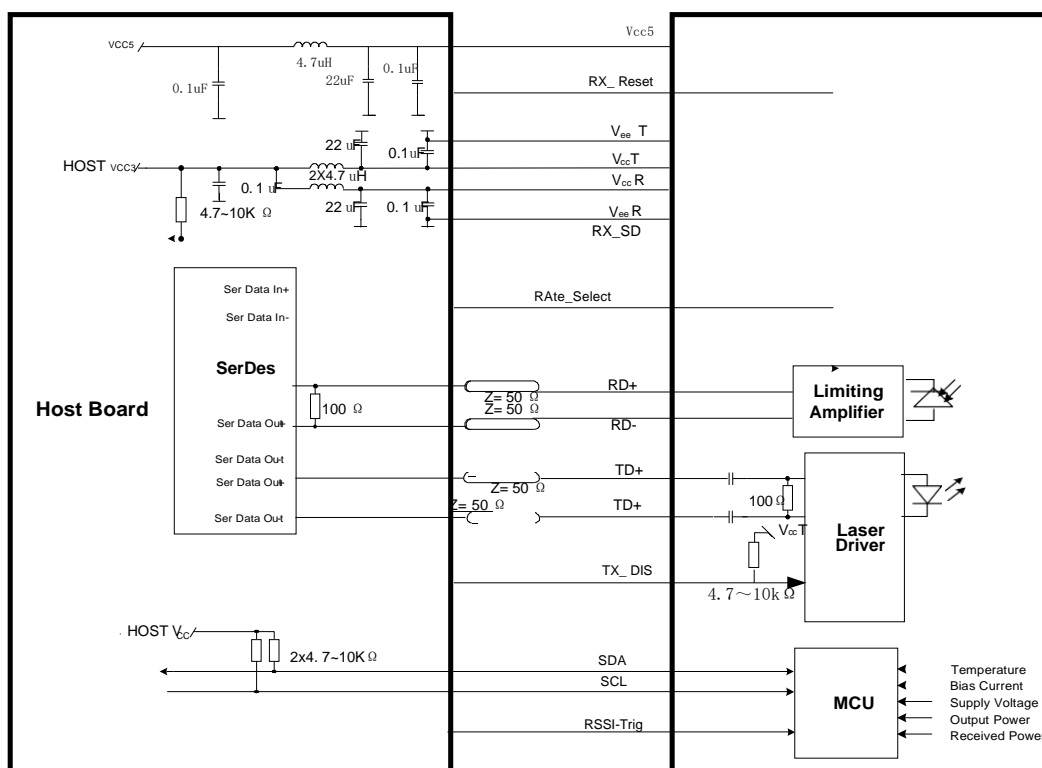 VCC5
Vcc5
4.7uH
0.1uF
22uF
0.1uF
RX_ Reset
22 uF
0.1uF
Vee T
HOST VCC3
VccT
2X4.7 uH
0.1 uF
Vcc R
22 uF
0.1 uF
4.7~10K Ω
Vee R
RX_SD
Ser Data In+
RAte_Select
Ser Data In-
SerDes
RD+
Z= 50 Ω
Z= 50 Ω
Limiting
Amplifier
Host Board
100 Ω
Ser Data Out+
RD-
Ser Data Out-
Ser Data Out+
TD+
Z= 50 Ω
100Ω
Z= 50 Ω
Ser Data Out-
TD+
VccT
Laser
Driver
TX_ DIS
4.7～10kΩ
HOST VCC
2x4.7~10KΩ
SDA
SCL
MCU
Temperature
Bias Current
Supply Voltage
Output Power
Received Power
RSSI-Trig